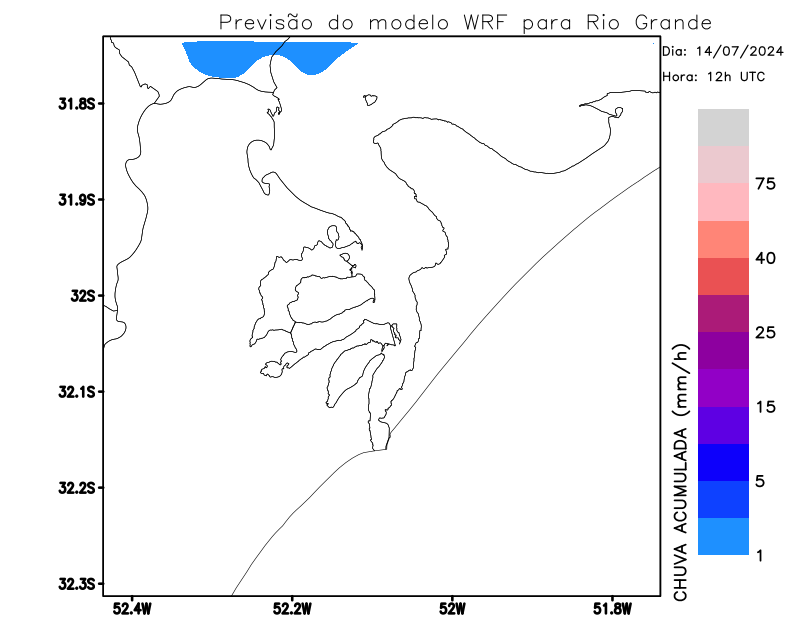 Previsão do modelo WRF para Rio Grande
Dia: 14/07/2024
Hora: 12h UTC
31.8S
31.9S
32S
32.1S
32.2S
32.3S
52.4W
52.2W
52W
51.8W
75
40
25
15
5
1
CHUVA ACUMULADA (mm/h)